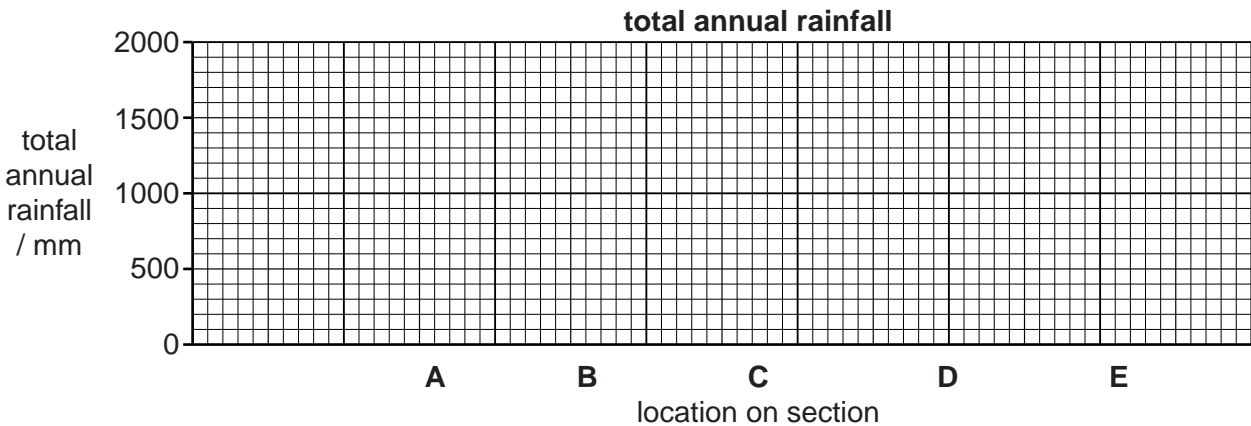 total annual rainfall
2000
1500
total
annual
1000
rainfall
/ mm
500
0
A B C D E
location on section